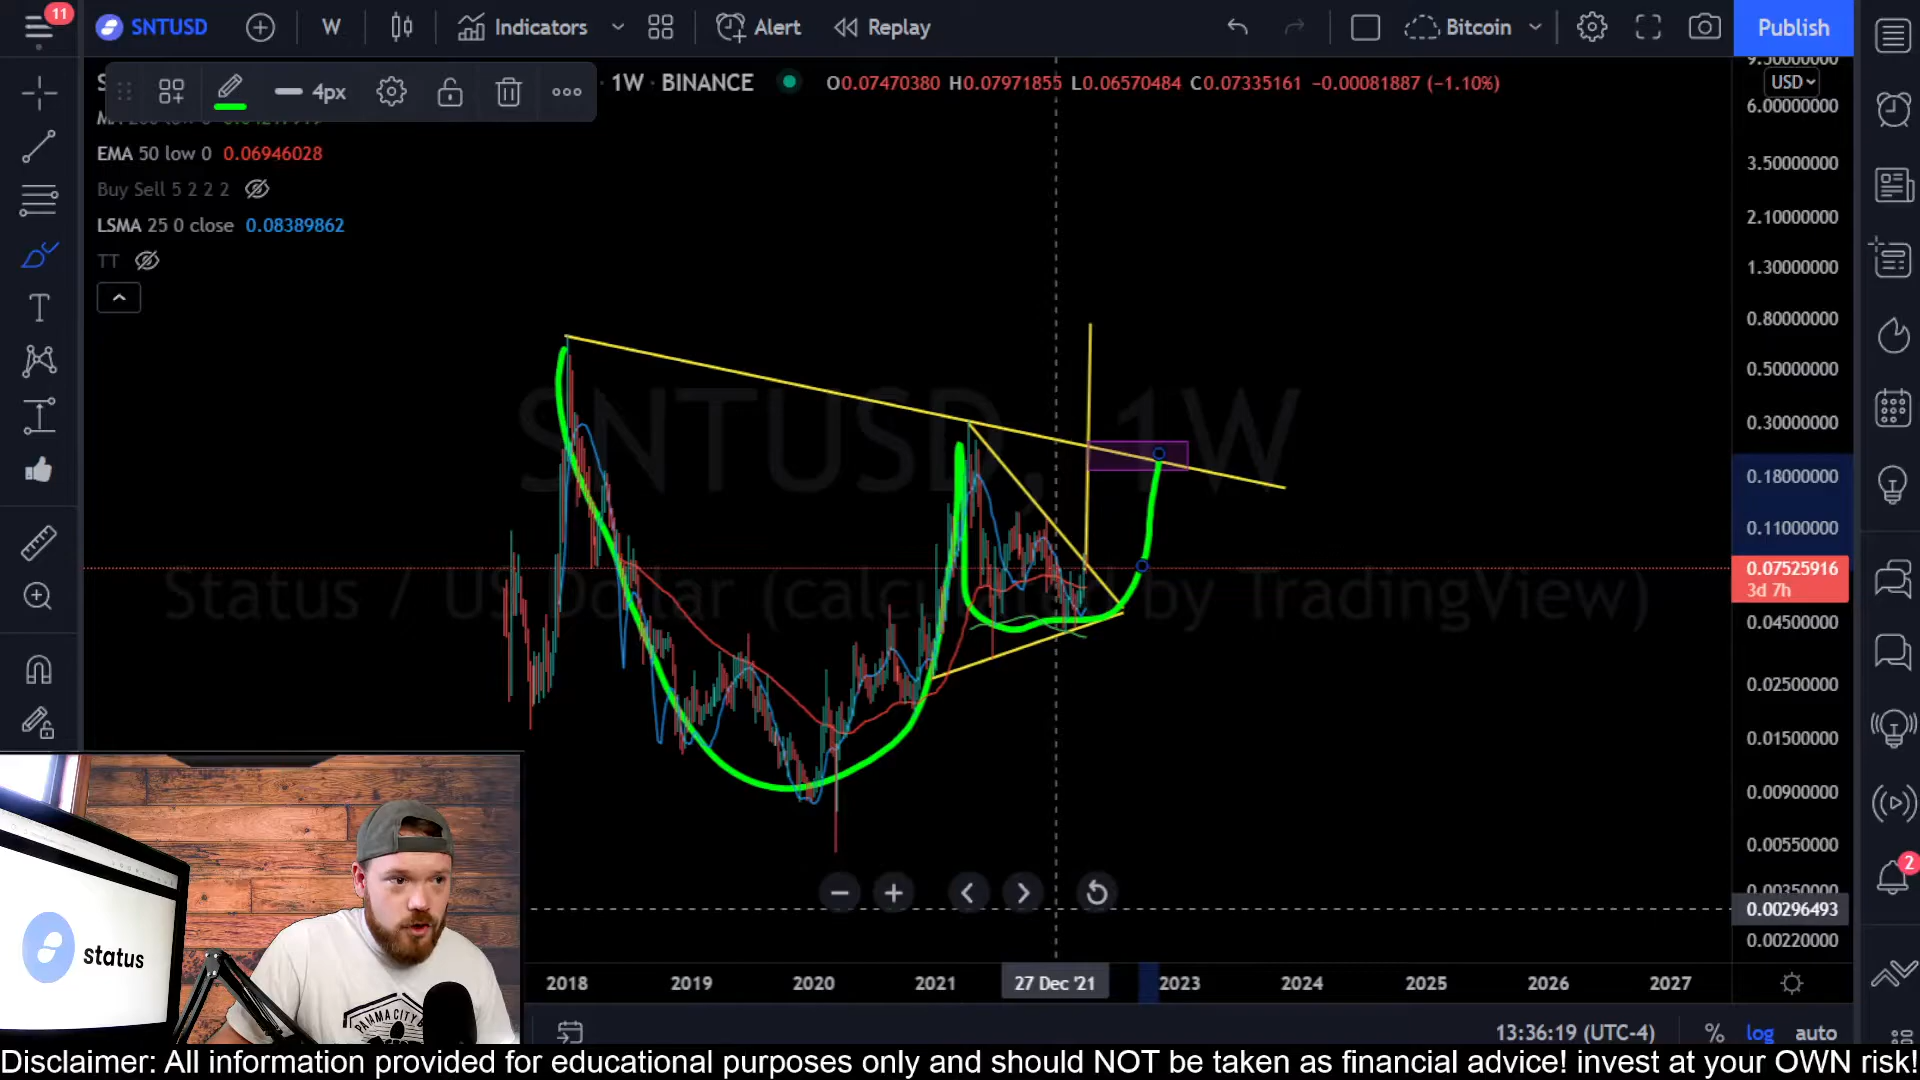 11
SNTUSD
W
Indicators
Alert
Replay
Bitcoin
Publish
4px
1W · BINANCE
O0.07470380 H0.07971855 L0.06570484 C0.07335161 −0.00081887 (−1.10%)
USD
EMA 50 low 0 0.06946028
Buy Sell 5 2 2 2
LSMA 25 0 close 0.08389862
TT
SNTUSD, 1W
Status / US Dollar (calculated by TradingView)
6.00000000
3.50000000
2.10000000
1.30000000
0.80000000
0.50000000
0.30000000
0.18000000
0.11000000
0.07525916
3d 7h
0.04500000
0.02500000
0.01500000
0.00900000
0.00550000
0.00350000
0.00296493
0.00220000
2
2018
2019
2020
2021
27 Dec '21
2023
2024
2025
2026
2027
13:36:19 (UTC-4)
%
log
auto
status
Disclaimer: All information provided for educational purposes only and should NOT be taken as financial advice! invest at your OWN risk!